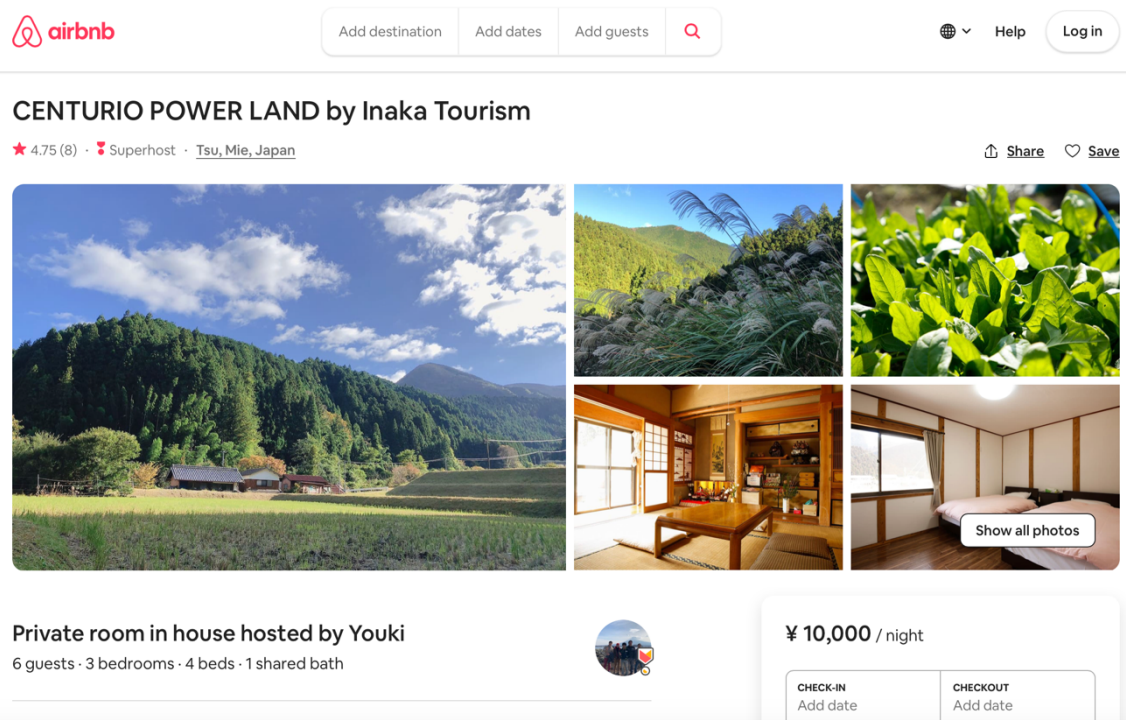 airbnb
Add destination
Add dates
Add guests
Help
Log in
CENTURIO POWER LAND by Inaka Tourism
4.75 (8) · Superhost · Tsu, Mie, Japan
Share
Save
Show all photos
Private room in house hosted by Youki
6 guests · 3 bedrooms · 4 beds · 1 shared bath
¥ 10,000 / night
CHECK-IN
Add date
CHECKOUT
Add date